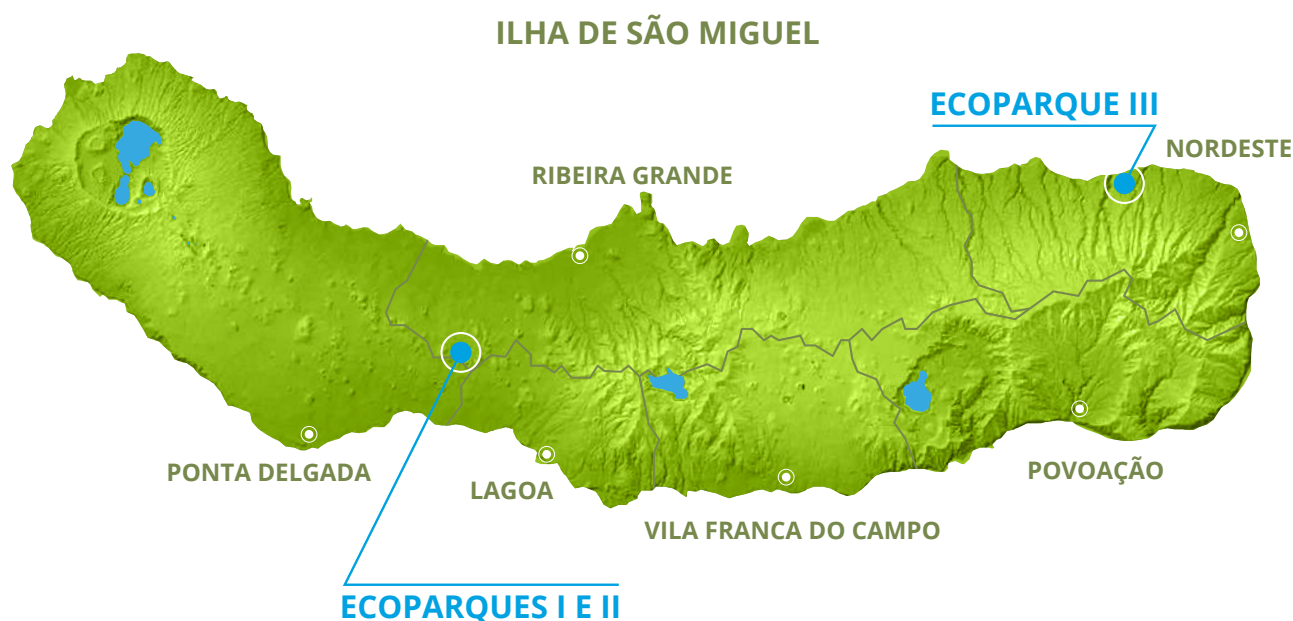 ILHA DE SÃO MIGUEL
ECOPARQUE III
NORDESTE
RIBEIRA GRANDE
PONTA DELGADA
LAGOA
POVOAÇÃO
VILA FRANCA DO CAMPO
ECOPARQUES I E II